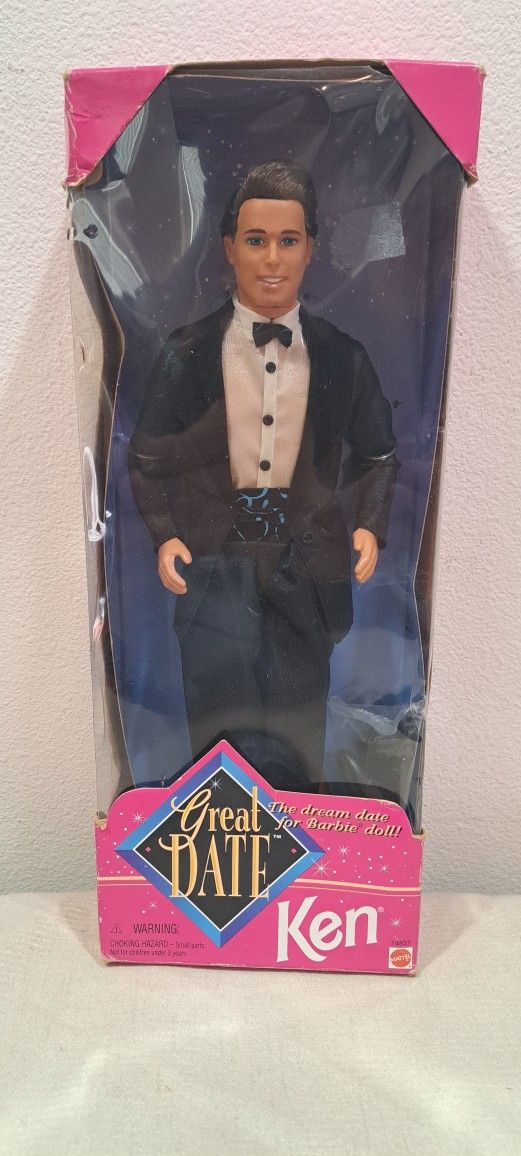 Great
DATE™
The dream date
for Barbie® doll!
⚠ WARNING:
CHOKING HAZARD – Small parts.
Not for children under 3 years.
Ken®
14837
MATTEL